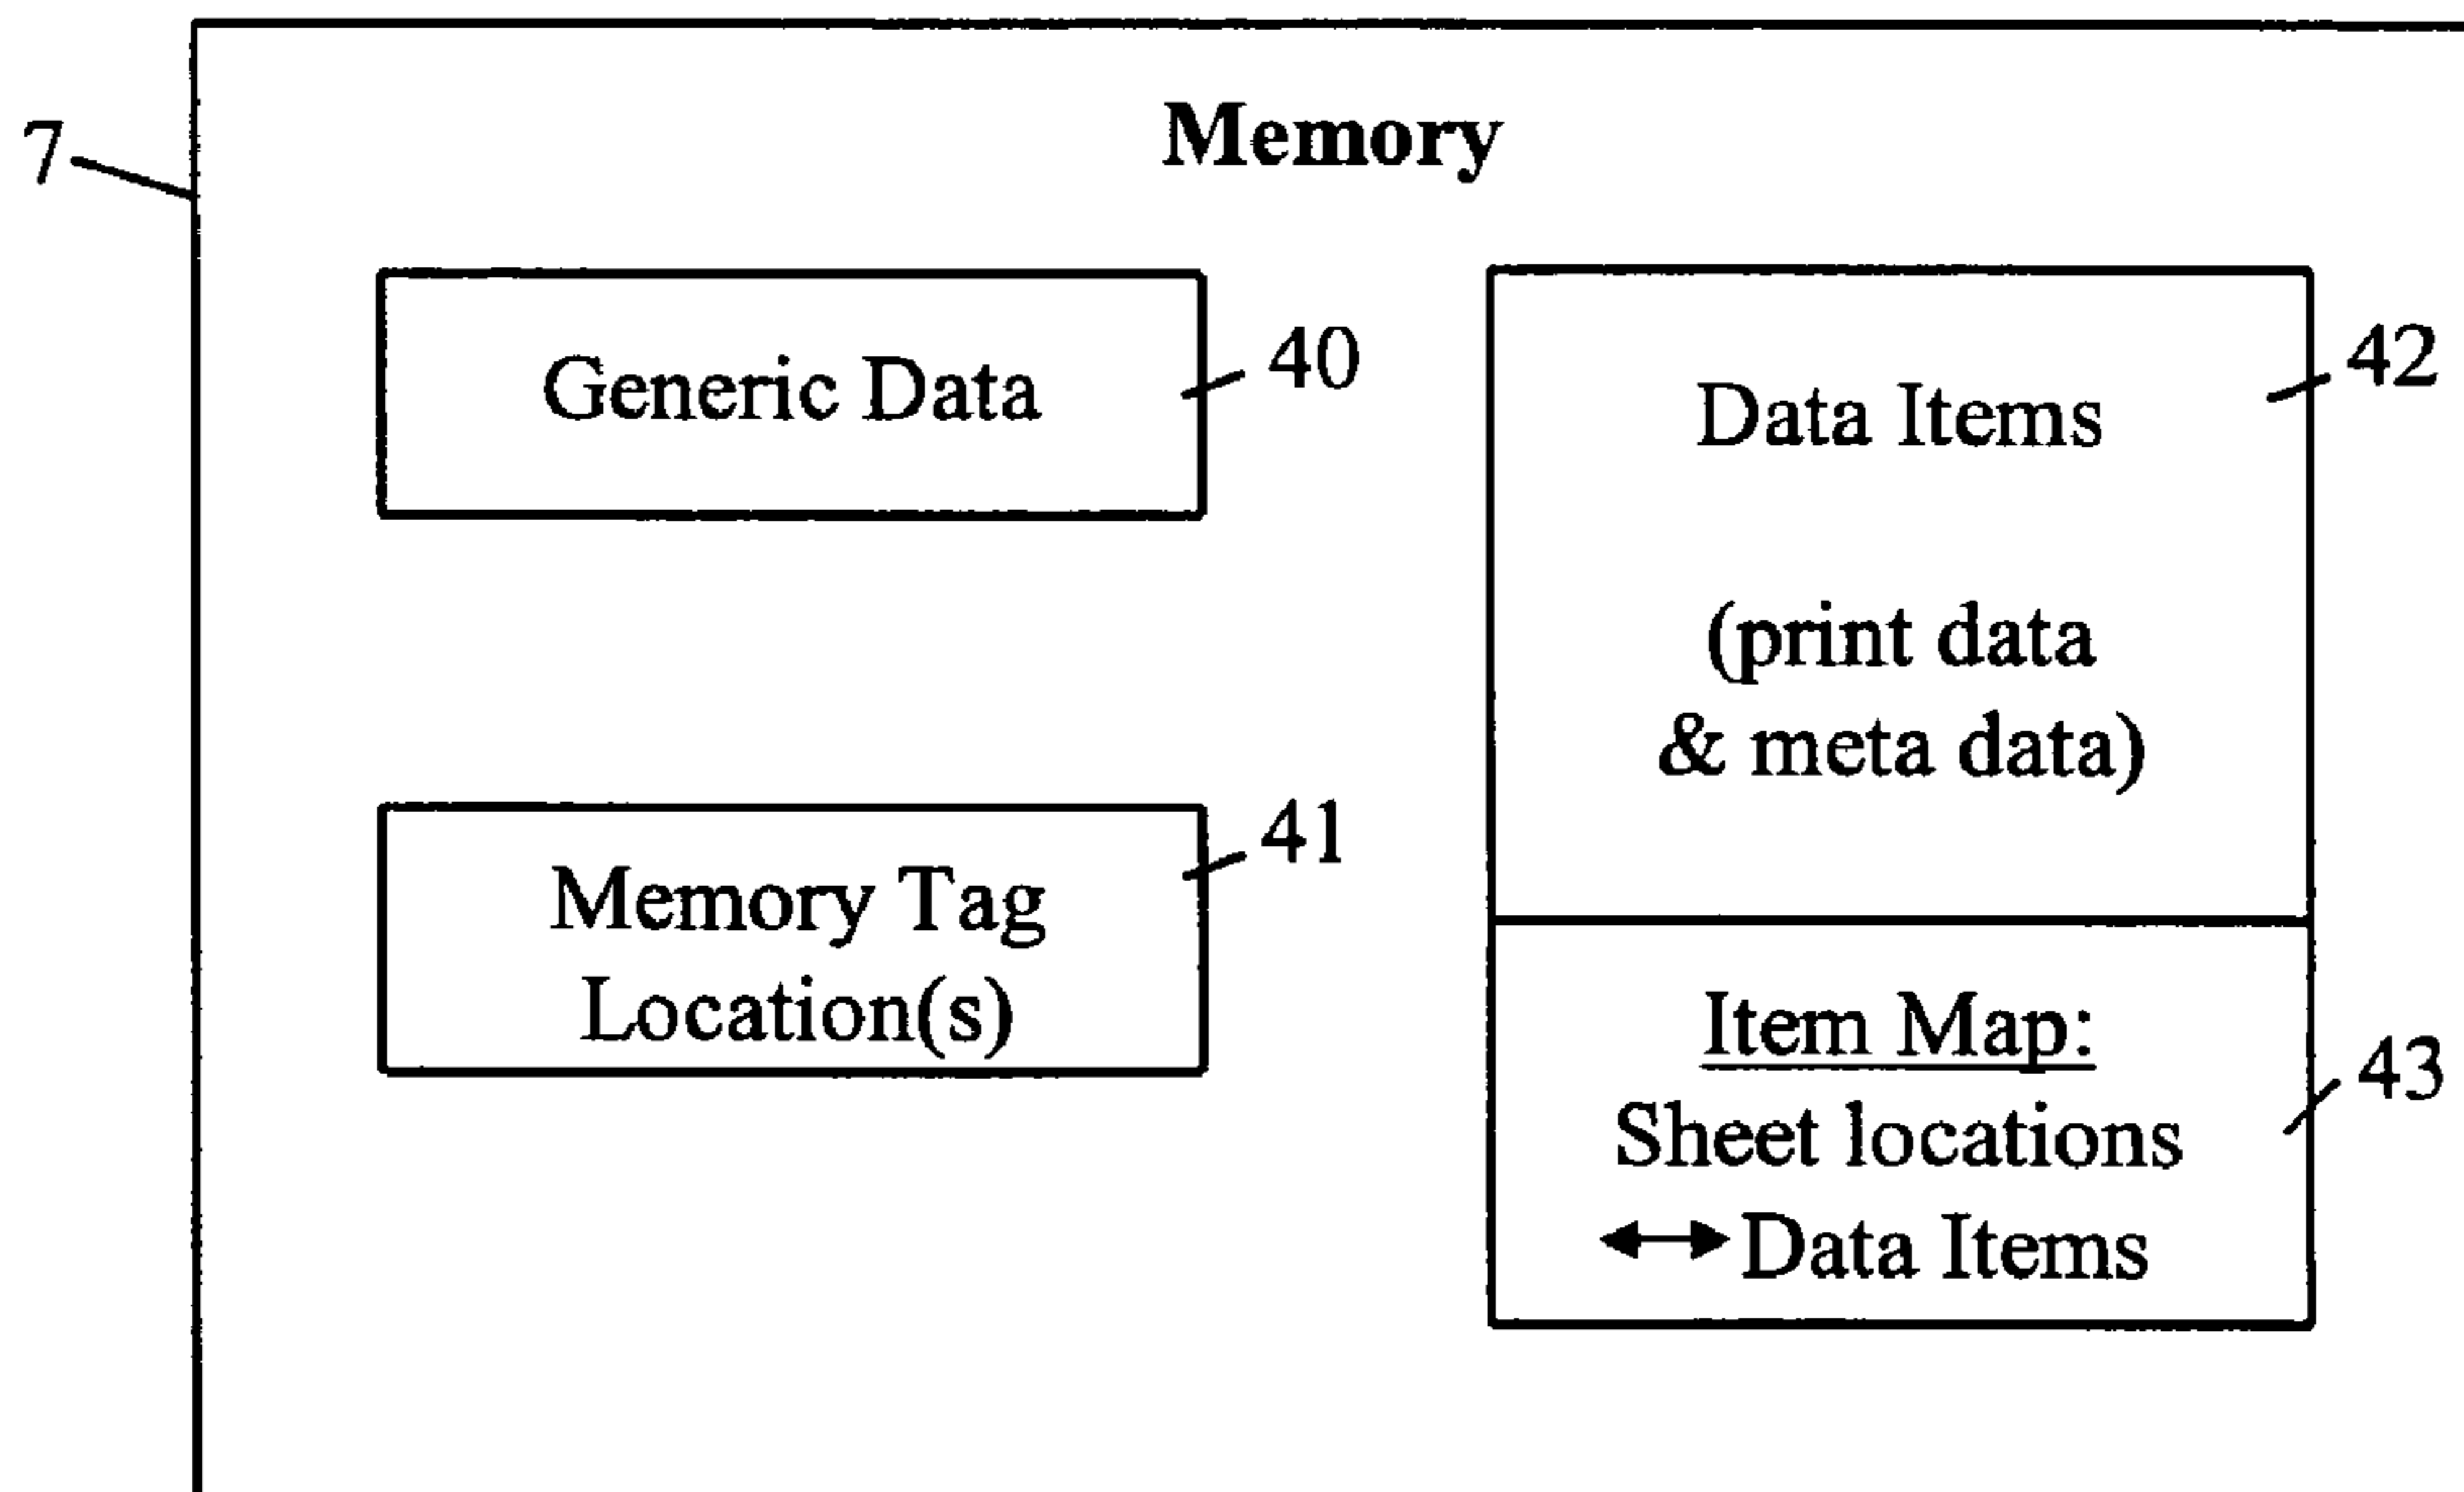 Memory
7
Generic Data
40
Memory Tag
Location(s)
41
Data Items
(print data
& meta data)
42
Item Map:
Sheet locations
↔ Data Items
43